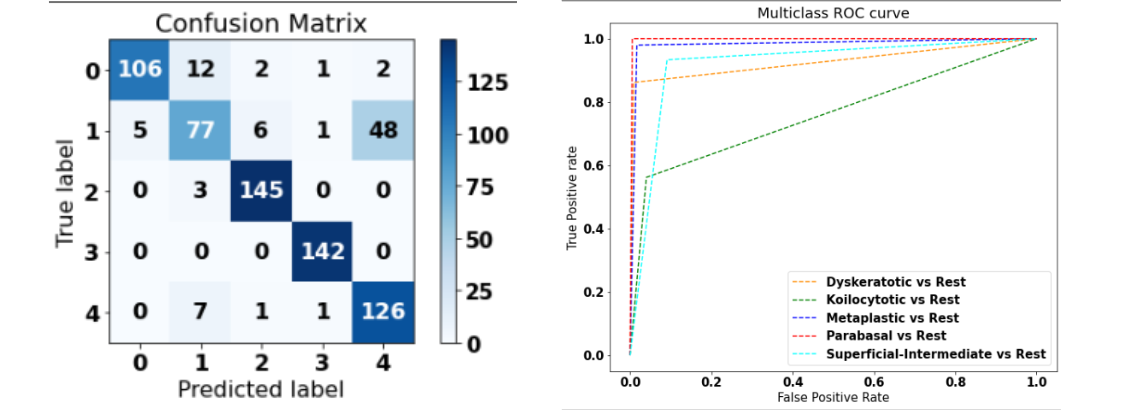 Confusion Matrix
True label
0 106 12 2 1 2
1 5 77 6 1 48
2 0 3 145 0 0
3 0 0 0 142 0
4 0 7 1 1 126
0 1 2 3 4
Predicted label
125
100
75
50
25
0
Multiclass ROC curve
True Positive rate
1.0
0.8
0.6
0.4
0.2
0.0
Dyskeratotic vs Rest
Koilocytotic vs Rest
Metaplastic vs Rest
Parabasal vs Rest
Superficial-Intermediate vs Rest
0.0 0.2 0.4 0.6 0.8 1.0
False Positive Rate